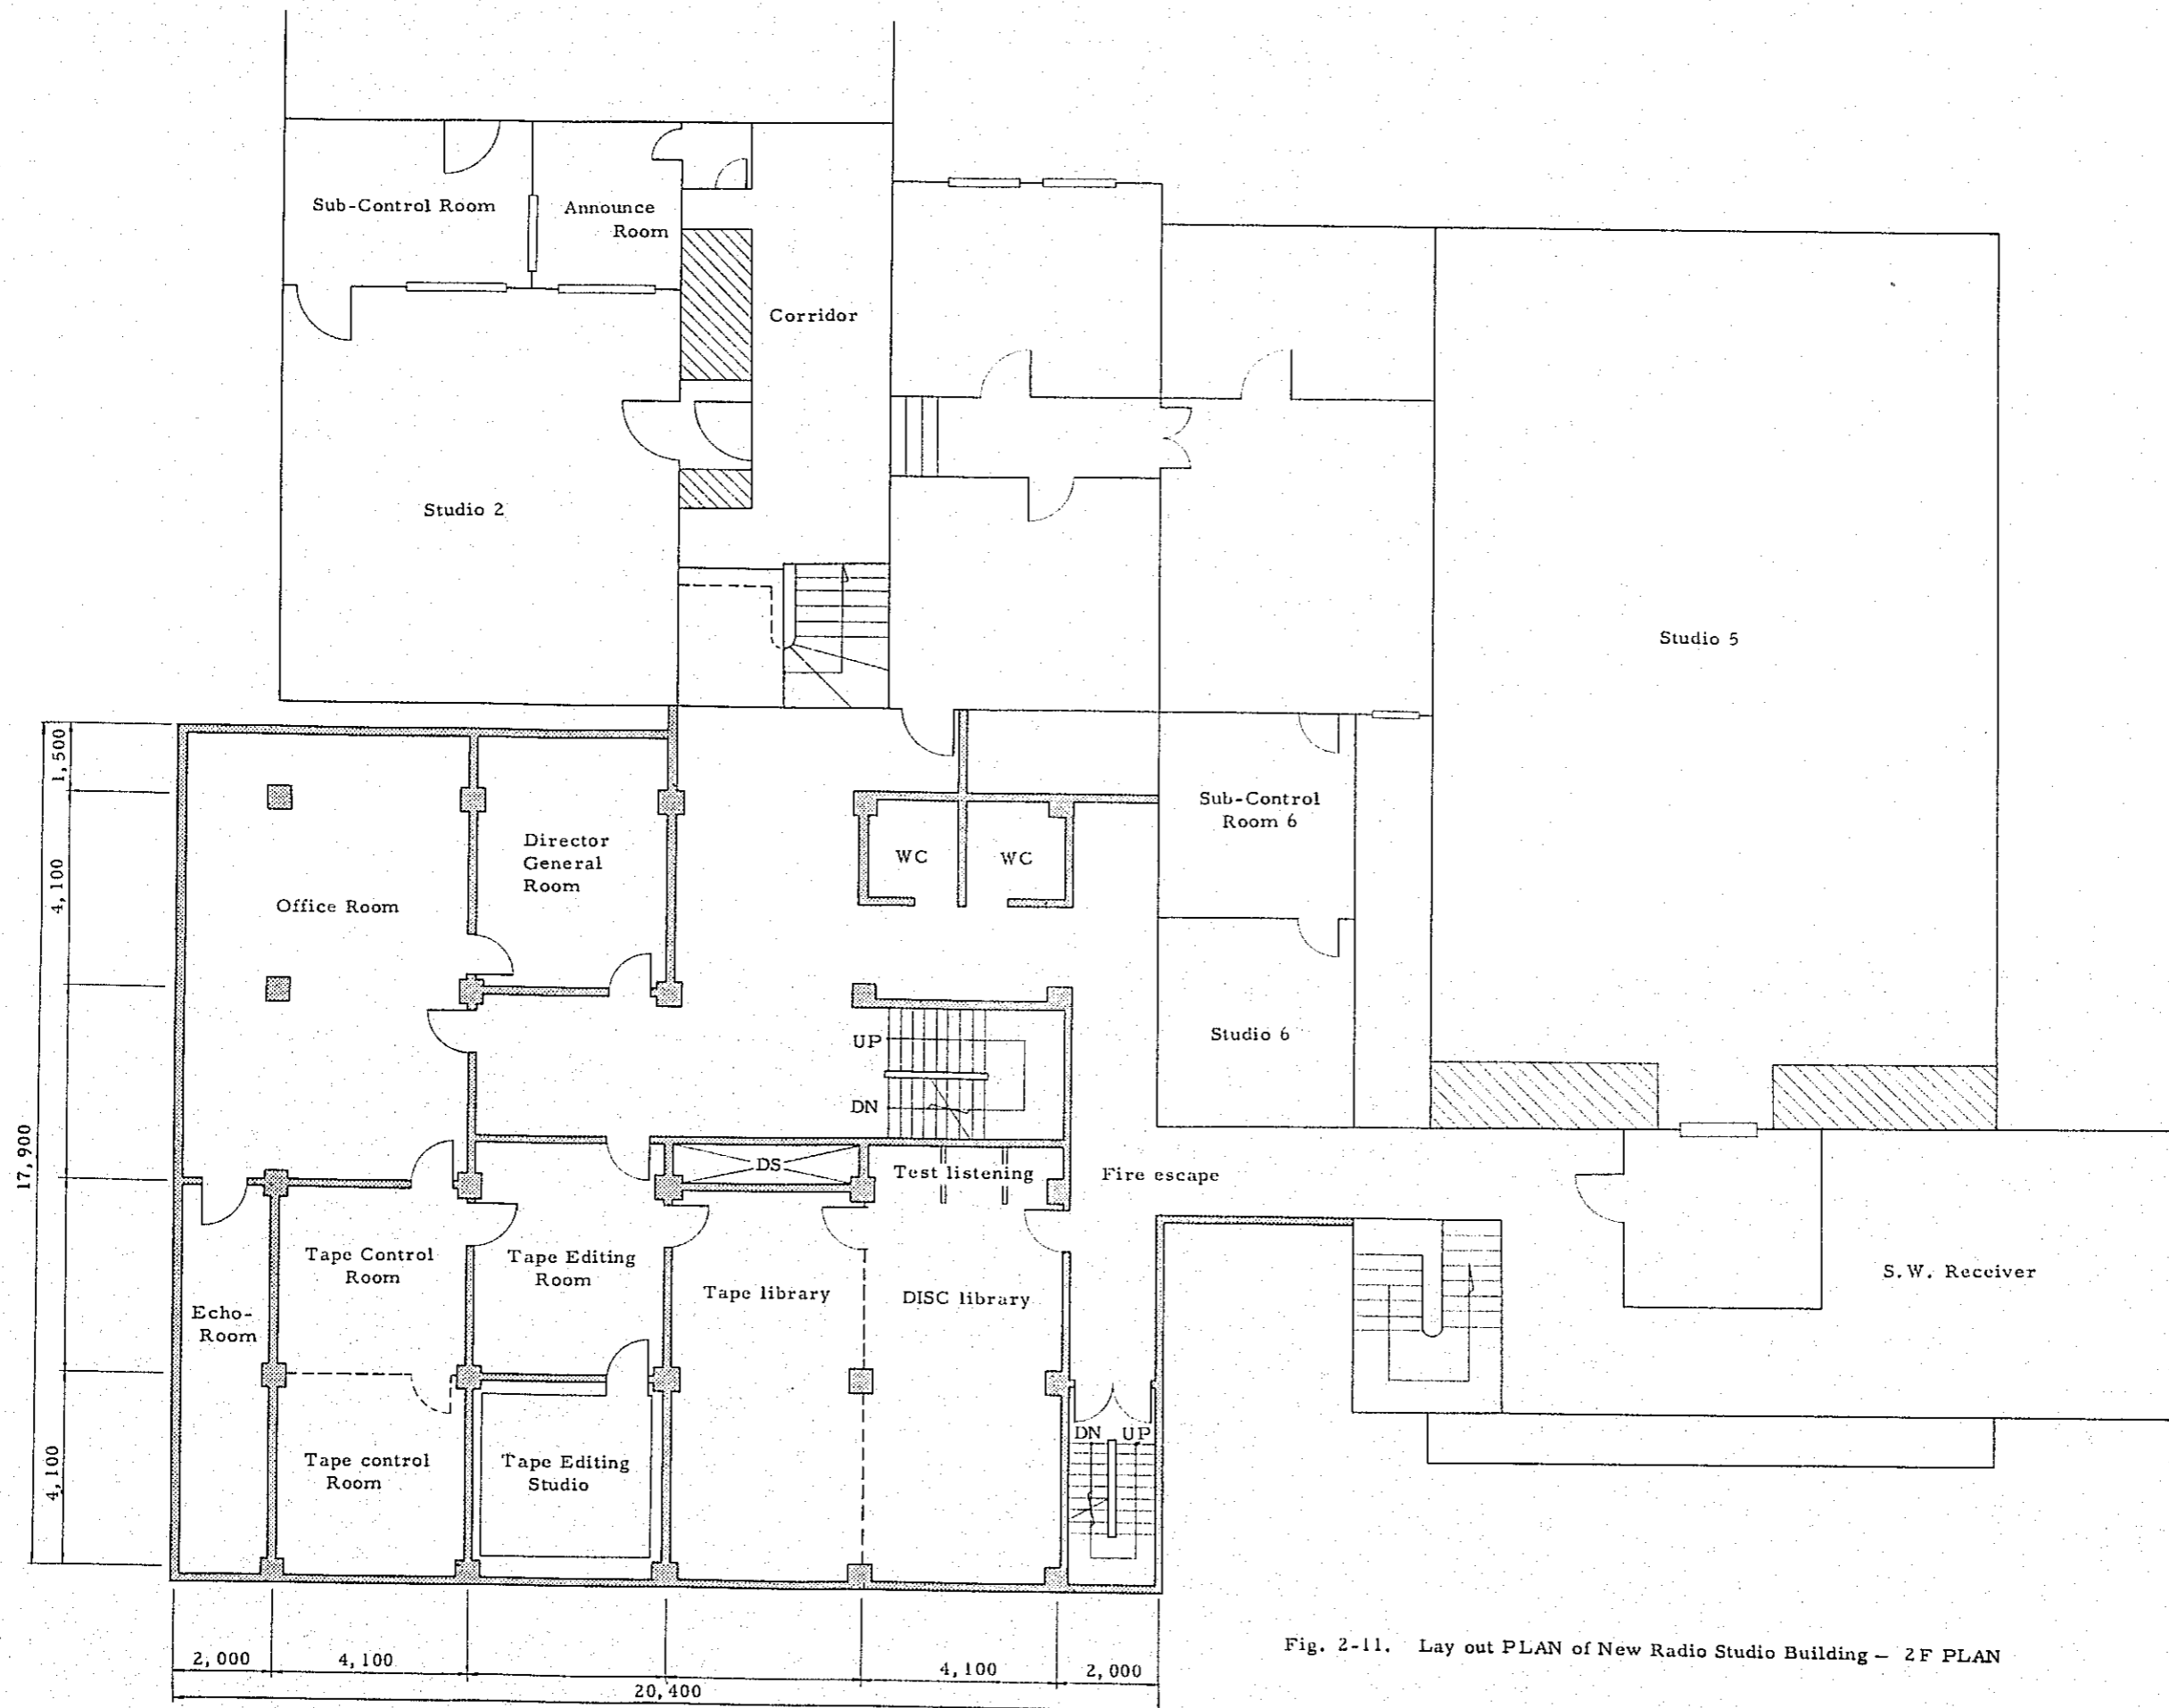 Sub-Control Room
Announce
Room
Corridor
Studio 2
Studio 5
1,500
4,100
17,900
4,100
Office Room
Director
General
Room
WC
WC
Sub-Control
Room 6
Studio 6
UP
DN
DS
Test listening
Fire escape
Echo-
Room
Tape Control
Room
Tape Editing
Room
Tape library
DISC library
S.W. Receiver
Tape control
Room
Tape Editing
Studio
DN
UP
2,000
4,100
4,100
2,000
20,400
Fig. 2-11. Lay out PLAN of New Radio Studio Building — 2F PLAN